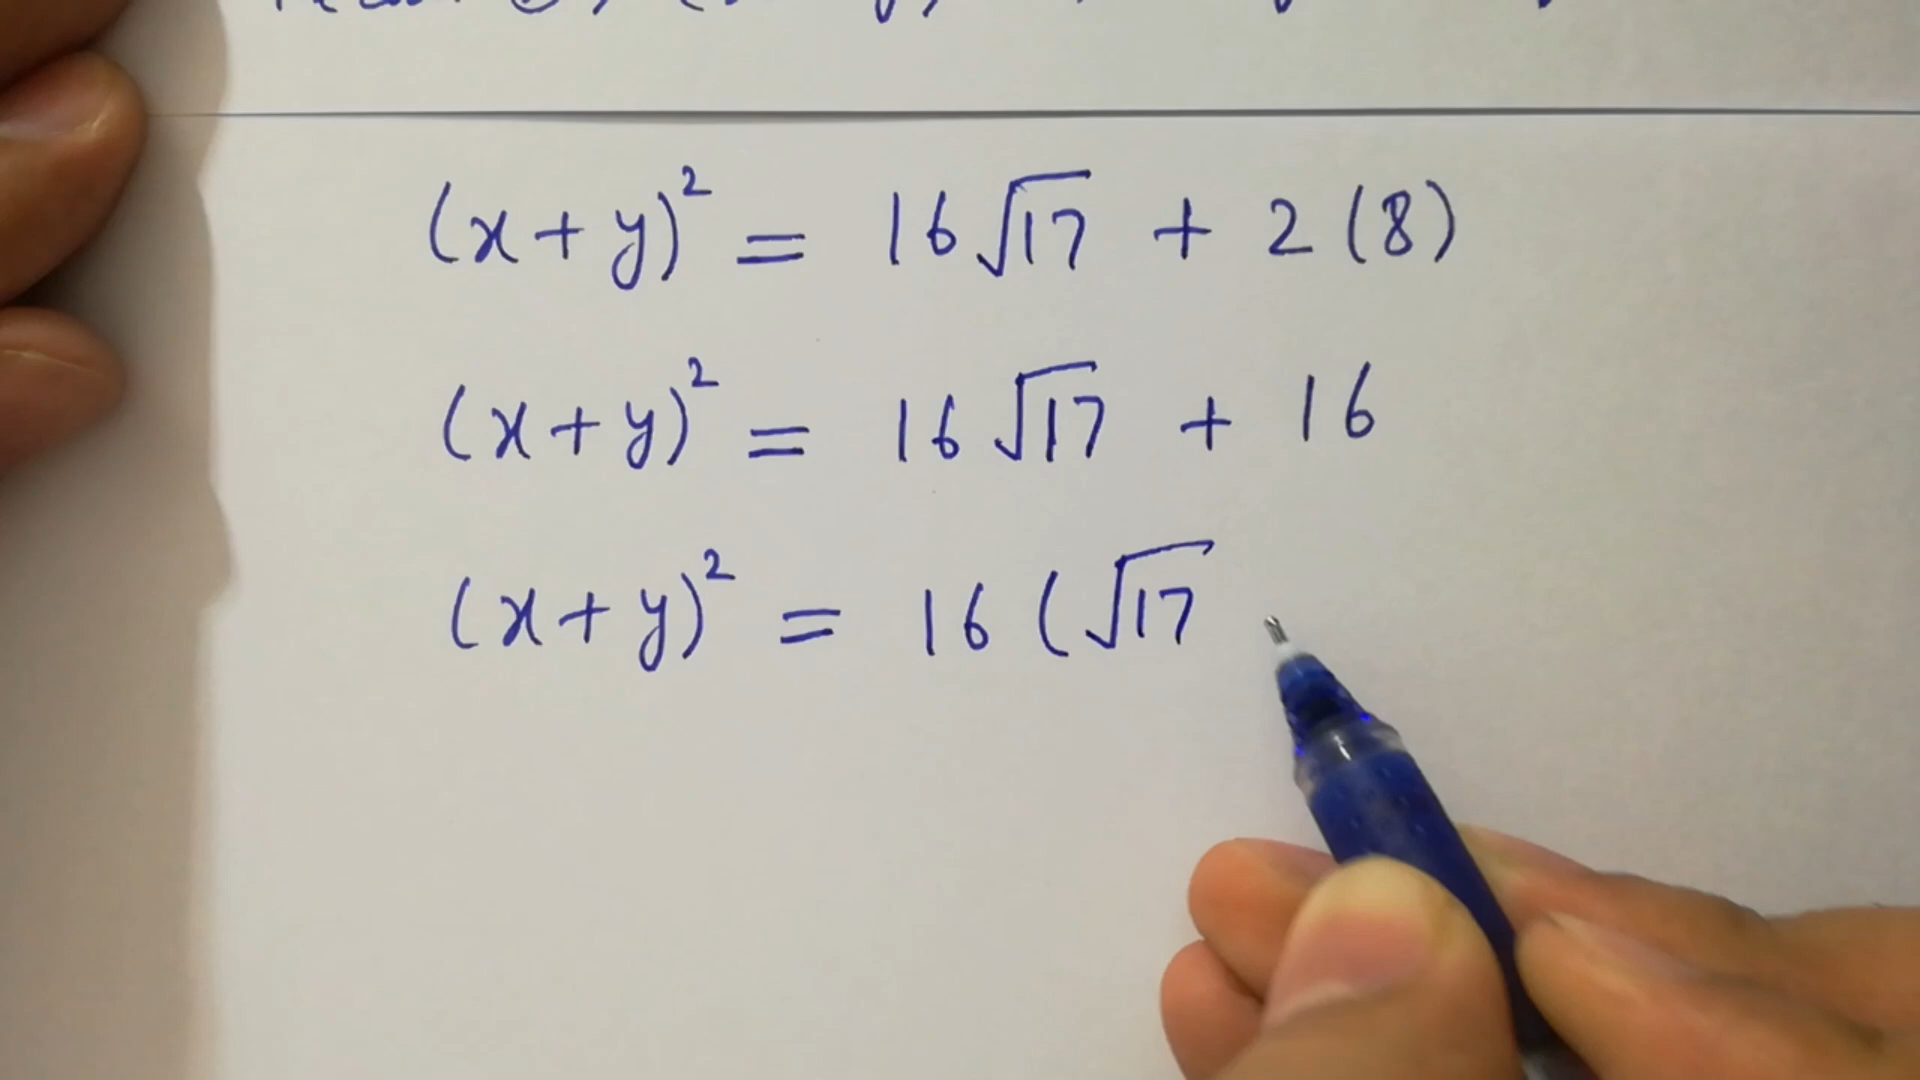 (x+y)² = 16√17 + 2(8)
(x+y)² = 16√17 + 16
(x+y)² = 16(√17